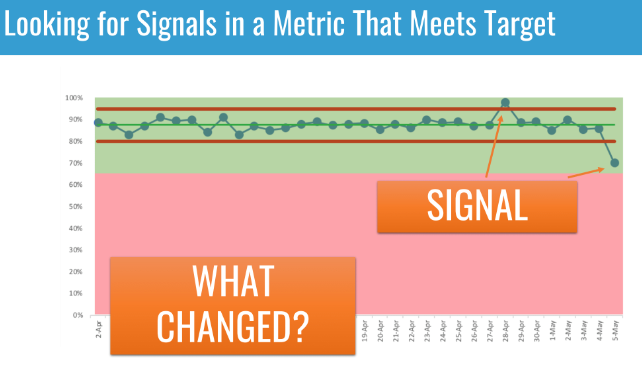 Looking for Signals in a Metric That Meets Target
100%
90%
80%
70%
60%
50%
40%
30%
20%
10%
0%
SIGNAL
WHAT
CHANGED?
2-Apr
19-Apr
20-Apr
21-Apr
22-Apr
23-Apr
24-Apr
25-Apr
26-Apr
27-Apr
28-Apr
29-Apr
30-Apr
1-May
2-May
3-May
4-May
5-May